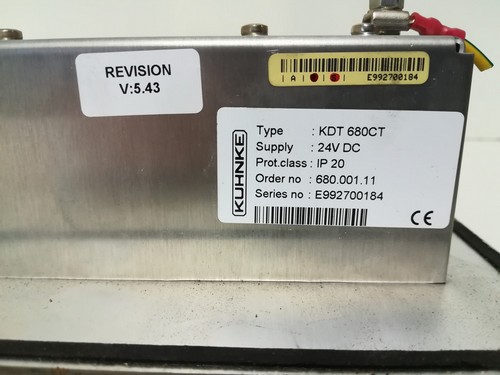 REVISION
V:5.43
A
E992700184
KUHNKE
Type : KDT 680CT
Supply : 24V DC
Prot.class : IP 20
Order no : 680.001.11
Series no : E992700184
CE